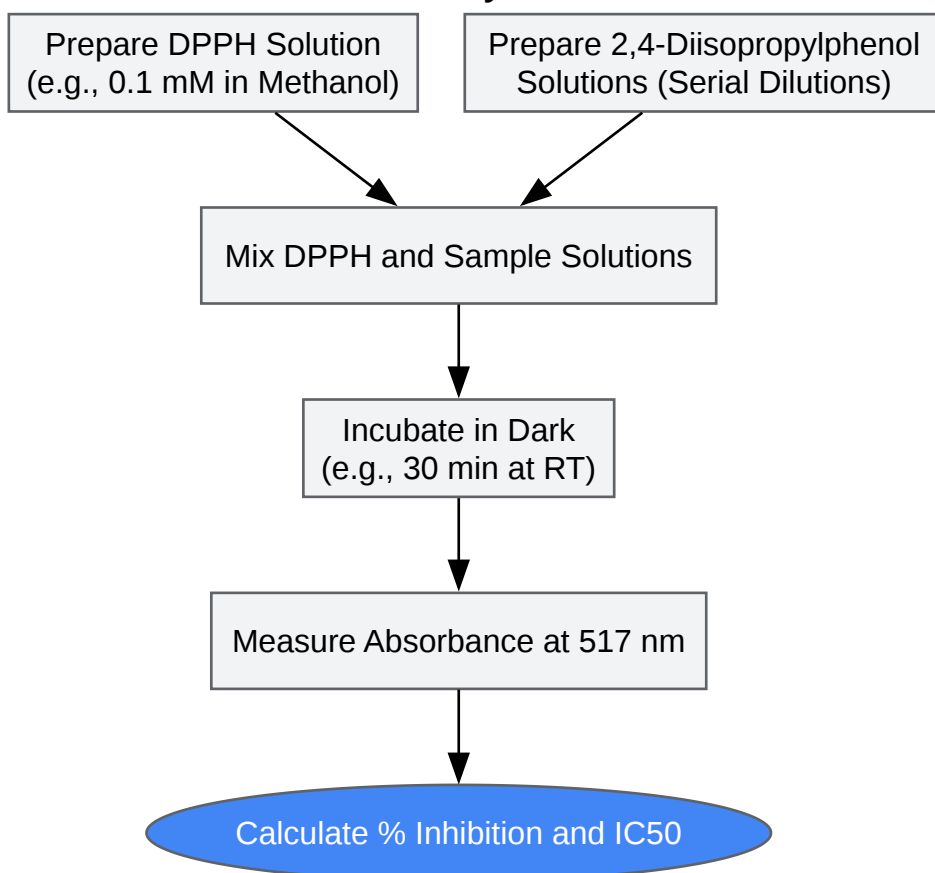 Prepare DPPH Solution
(e.g., 0.1 mM in Methanol)
Prepare 2,4-Diisopropylphenol
Solutions (Serial Dilutions)
Mix DPPH and Sample Solutions
Incubate in Dark
(e.g., 30 min at RT)
Measure Absorbance at 517 nm
Calculate % Inhibition and IC50